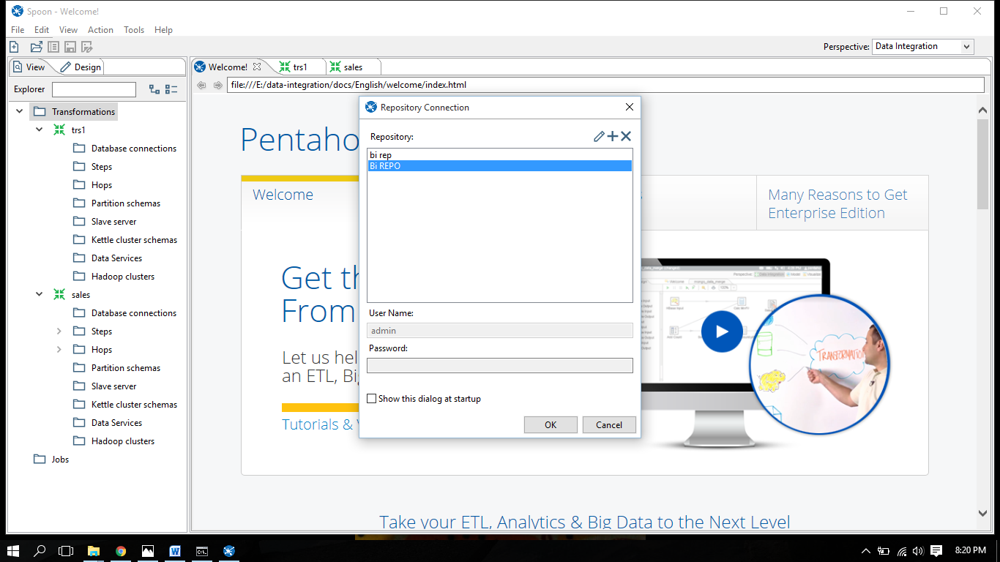 Spoon - Welcome!
File Edit View Action Tools Help
Perspective: Data Integration
View Design
Welcome! trs1 sales
Explorer
file:///E:/data-integration/docs/English/welcome/index.html
Transformations
trs1
Database connections
Steps
Hops
Partition schemas
Slave server
Kettle cluster schemas
Data Services
Hadoop clusters
sales
Database connections
Steps
Hops
Partition schemas
Slave server
Kettle cluster schemas
Data Services
Hadoop clusters
Jobs
Pentaho
Welcome
Many Reasons to Get
Enterprise Edition
Get th
From
Let us hel
an ETL, Bi
Tutorials &
TRANSFORMATION
Take your ETL, Analytics & Big Data to the Next Level
Repository Connection
Repository:
bi rep
Bi REPO
User Name:
admin
Password:
Show this dialog at startup
OK Cancel
8:20 PM